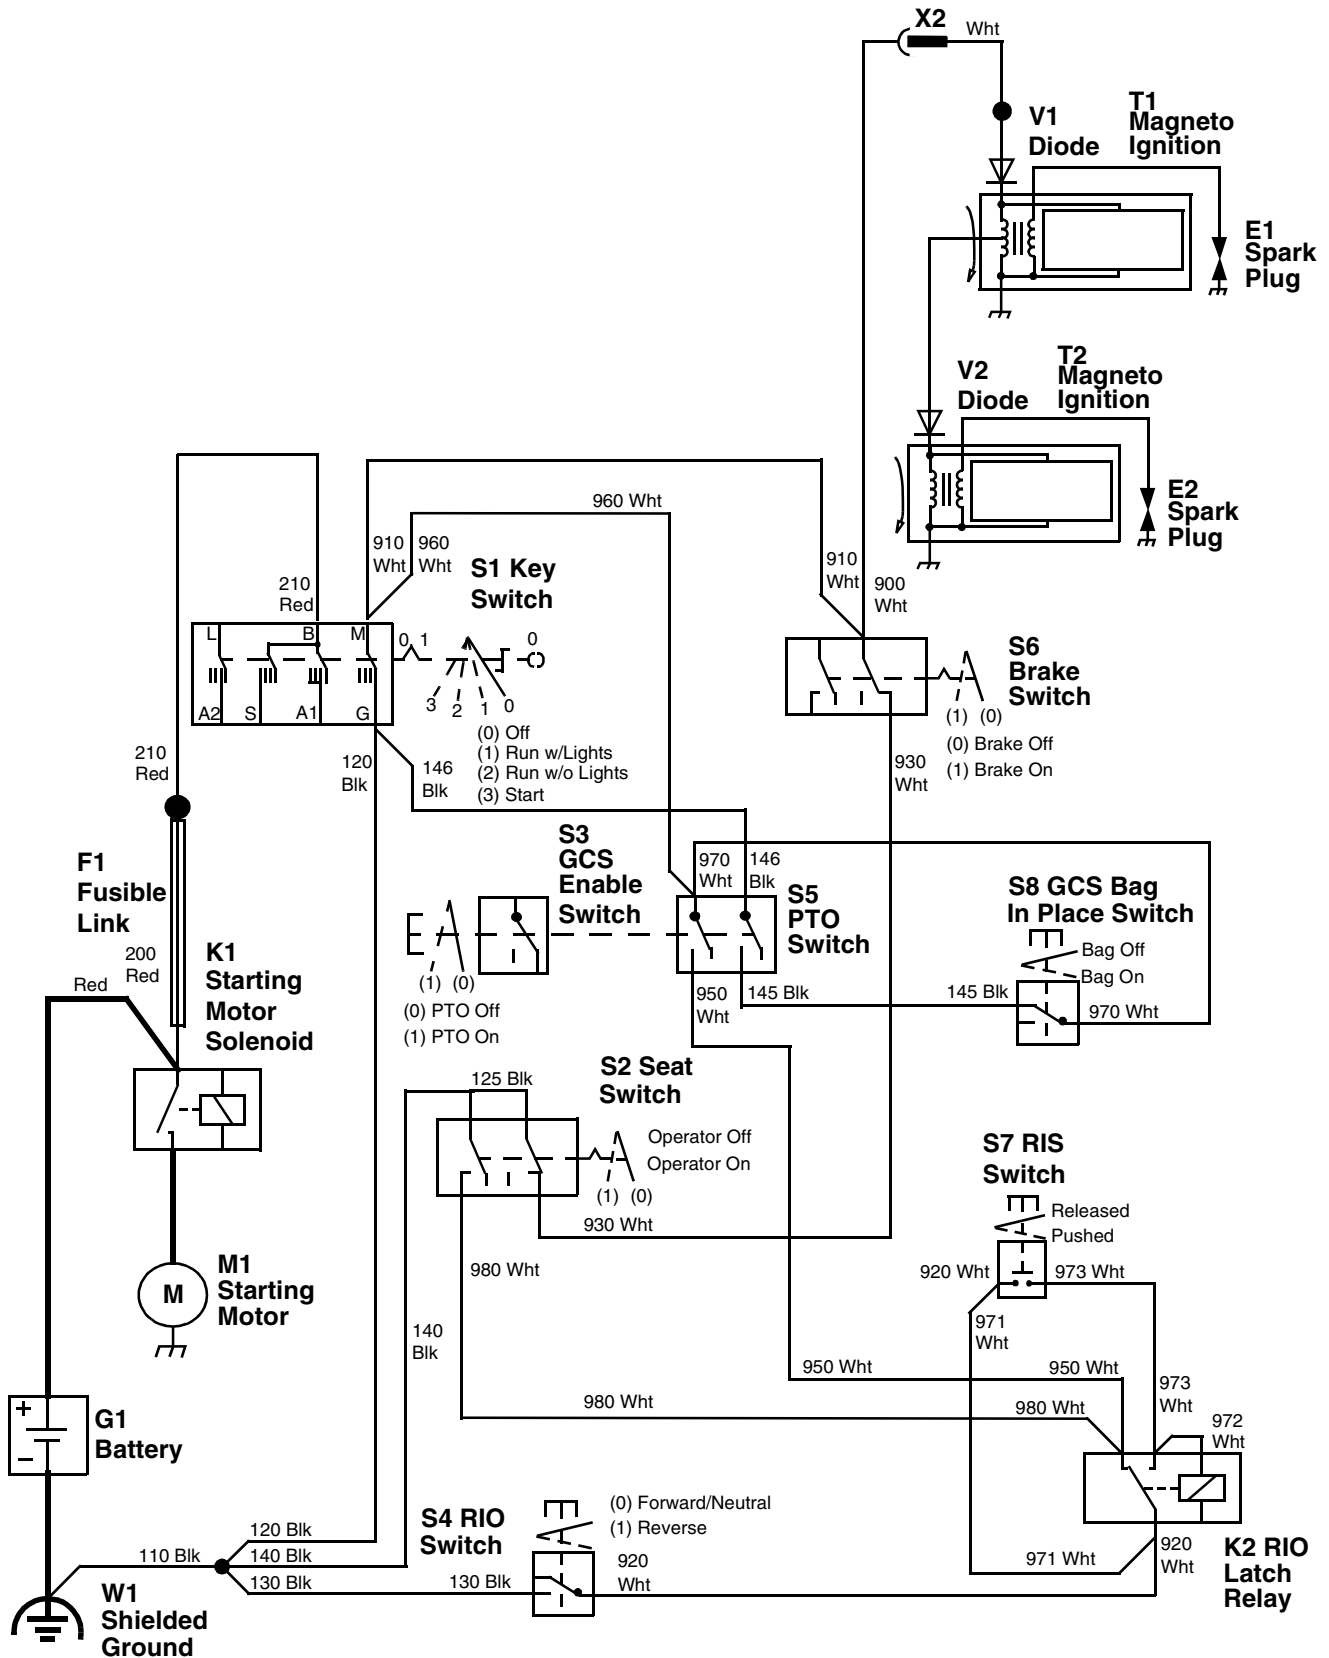 X2
Wht
V1
Diode
T1
Magneto
Ignition
E1
Spark
Plug
V2
Diode
T2
Magneto
Ignition
E2
Spark
Plug
960 Wht
910
Wht
960
Wht
S1 Key
Switch
210
Red
910
Wht
900
Wht
L
B
M
0
1
0
A2
S
A1
G
3
2
1
0
(0) Off
(1) Run w/Lights
(2) Run w/o Lights
(3) Start
S6
Brake
Switch
(1) (0)
(0) Brake Off
(1) Brake On
210
Red
120
Blk
146
Blk
930
Wht
F1
Fusible
Link
S3
GCS
Enable
Switch
970
Wht
146
Blk
S5
PTO
Switch
S8 GCS Bag
In Place Switch
Bag Off
Bag On
200
Red
Red
K1
Starting
Motor
Solenoid
(1) (0)
(0) PTO Off
(1) PTO On
950
Wht
145 Blk
145 Blk
970 Wht
125 Blk
S2 Seat
Switch
Operator Off
Operator On
(1) (0)
930 Wht
S7 RIS
Switch
Released
Pushed
980 Wht
920 Wht
973 Wht
M
M1
Starting
Motor
971
Wht
140
Blk
950 Wht
950 Wht
973
Wht
980 Wht
980 Wht
972
Wht
+
−
G1
Battery
S4 RIO
Switch
(0) Forward/Neutral
(1) Reverse
120 Blk
110 Blk
140 Blk
130 Blk
130 Blk
920
Wht
971 Wht
920
Wht
K2 RIO
Latch
Relay
W1
Shielded
Ground